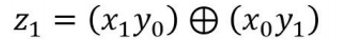 z₁ = (x₁y₀) ⊕ (x₀y₁)